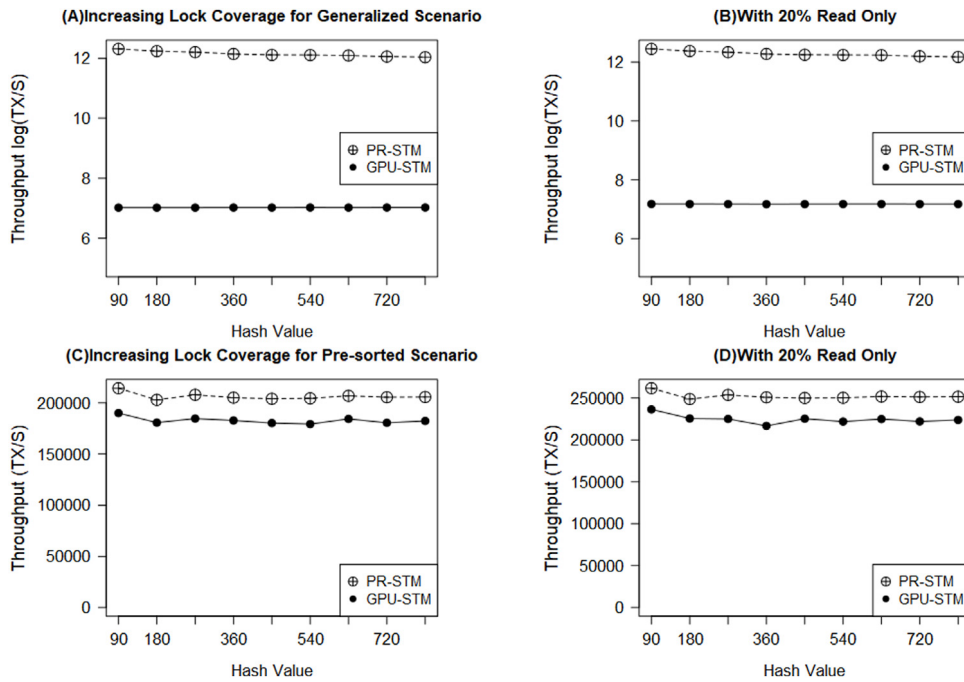 (A)Increasing Lock Coverage for Generalized Scenario
Throughput log(TX/S)
12
10
8
6
PR-STM
GPU-STM
90 180 360 540 720
Hash Value
(B)With 20% Read Only
Throughput log(TX/S)
12
10
8
6
PR-STM
GPU-STM
90 180 360 540 720
Hash Value
(C)Increasing Lock Coverage for Pre-sorted Scenario
Throughput (TX/S)
200000
150000
100000
50000
0
PR-STM
GPU-STM
90 180 360 540 720
Hash Value
(D)With 20% Read Only
Throughput (TX/S)
250000
200000
150000
100000
50000
0
PR-STM
GPU-STM
90 180 360 540 720
Hash Value